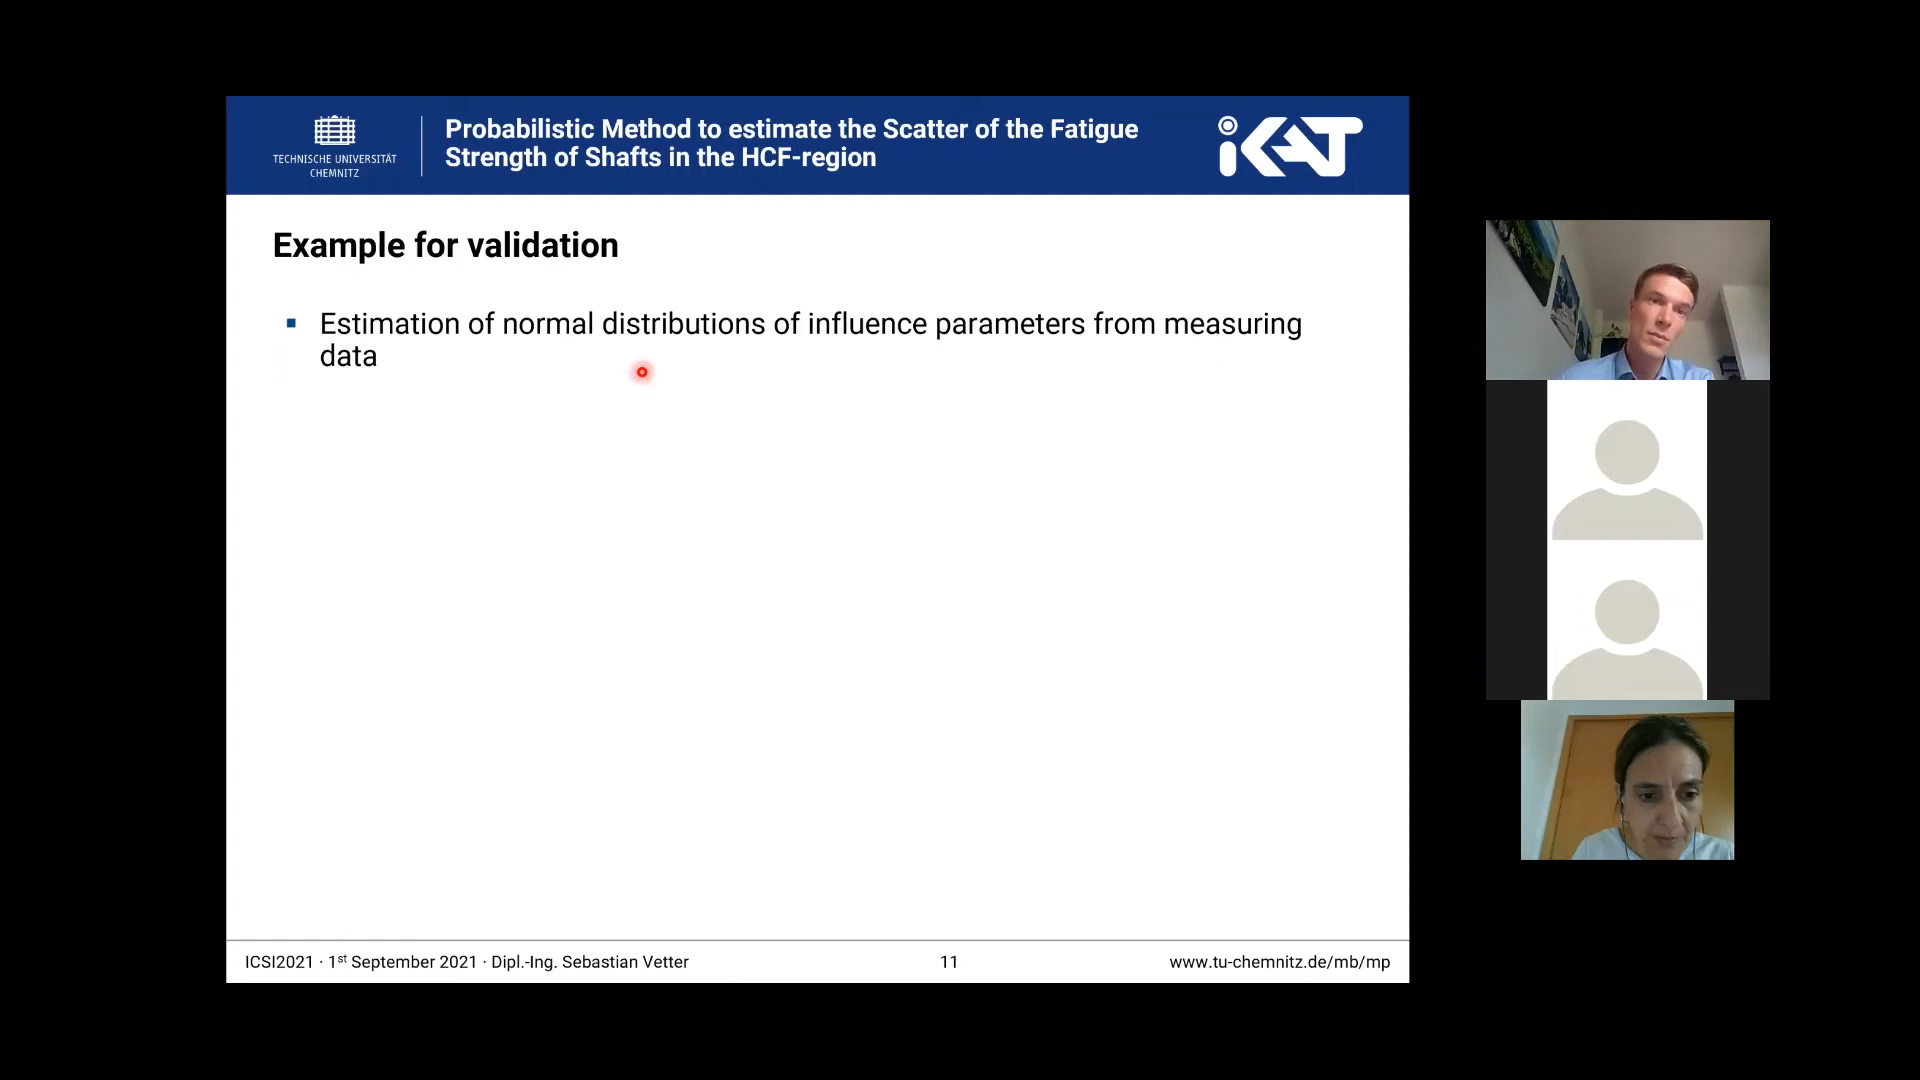 TECHNISCHE UNIVERSITÄT
CHEMNITZ
Probabilistic Method to estimate the Scatter of the Fatigue
Strength of Shafts in the HCF-region
iKAT
Example for validation
▪ Estimation of normal distributions of influence parameters from measuring
data
ICSI2021 · 1st September 2021 · Dipl.-Ing. Sebastian Vetter
11
www.tu-chemnitz.de/mb/mp